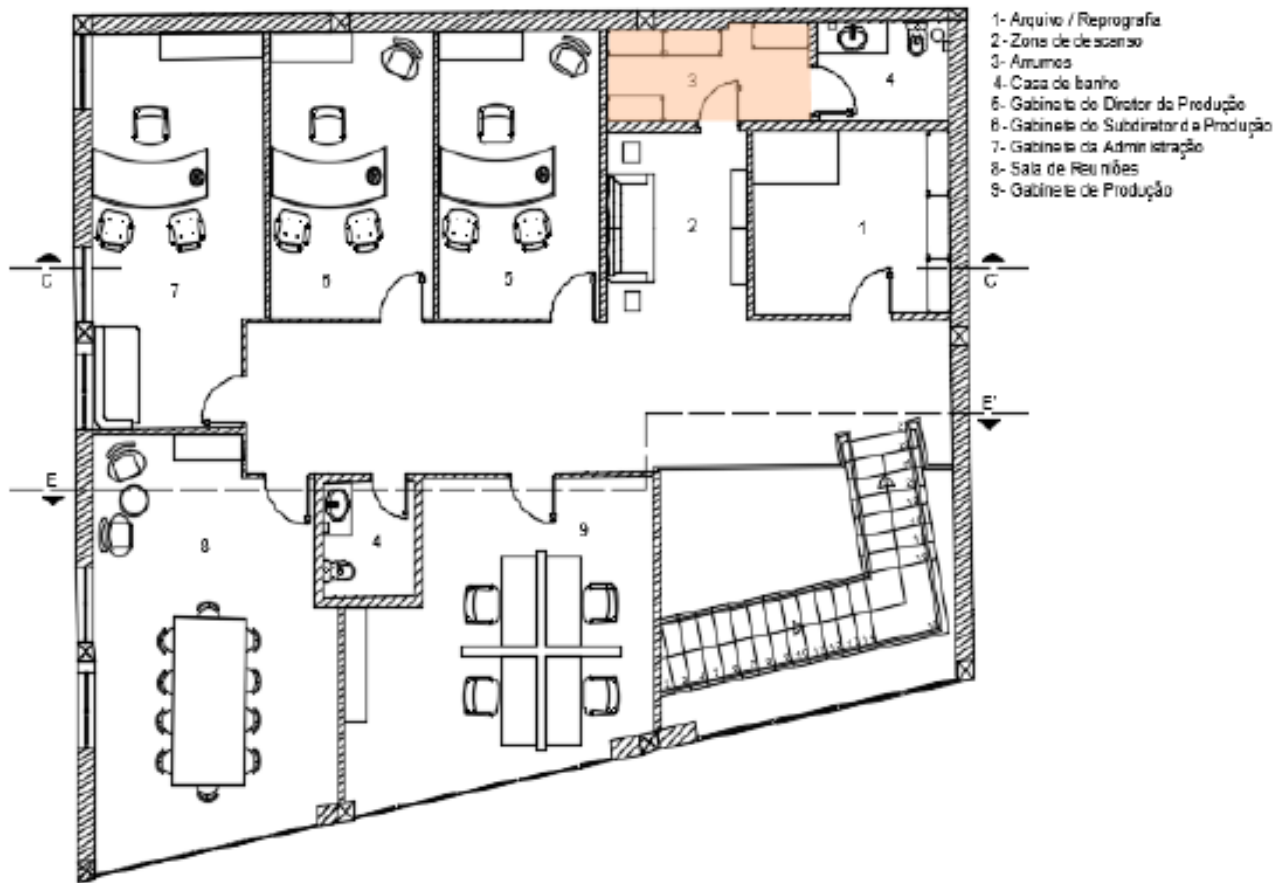 1- Arquivo / Reprografia
2- Zona de descanso
3- Arrumos
4- Casa de banho
5- Gabinete do Diretor de Produção
6- Gabinete do Subdiretor de Produção
7- Gabinete da Administração
8- Sala de Reuniões
9- Gabinete de Produção
3
4
2
1
C
7
6
5
C'
E'
E
8
4
9